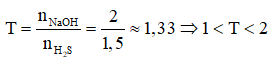 T = n_NaOH / n_H₂S = 2 / 1,5 ≈ 1,33 ⇒ 1 < T < 2